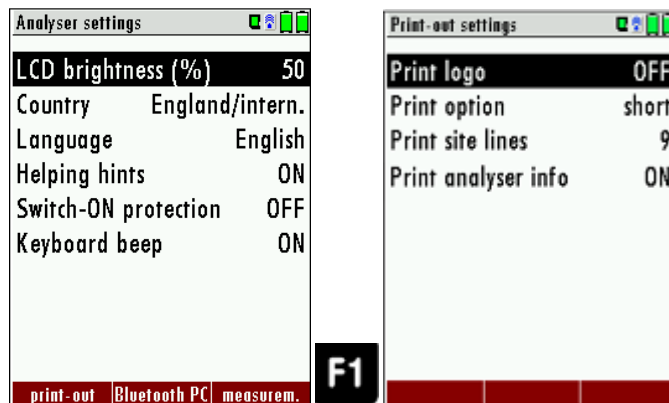 Analyser settings
LCD brightness (%) 50
Country England/intern.
Language English
Helping hints ON
Switch-ON protection OFF
Keyboard beep ON
print-out Bluetooth PC measurem.
F1
Print-out settings
Print logo OFF
Print option short
Print site lines 9
Print analyser info ON